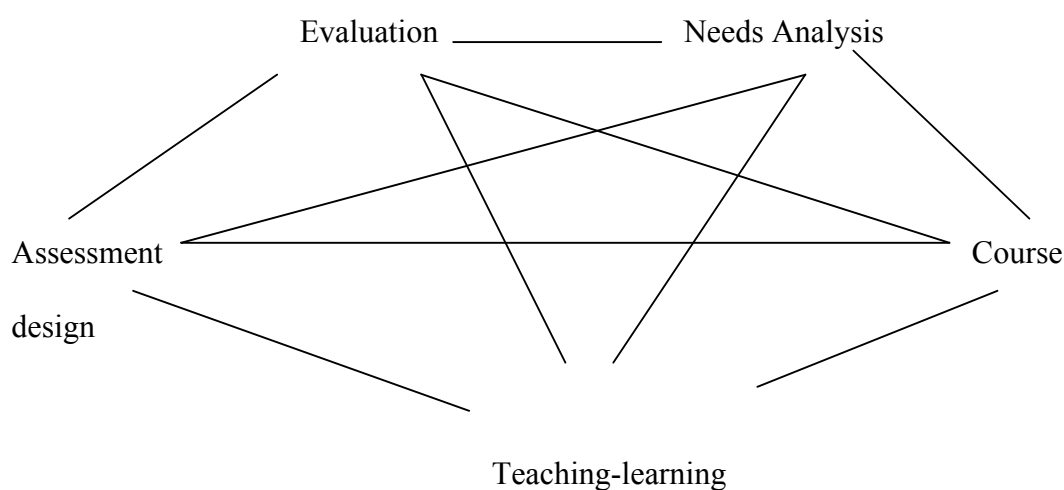 Evaluation Needs Analysis
Assessment Course
design
Teaching-learning